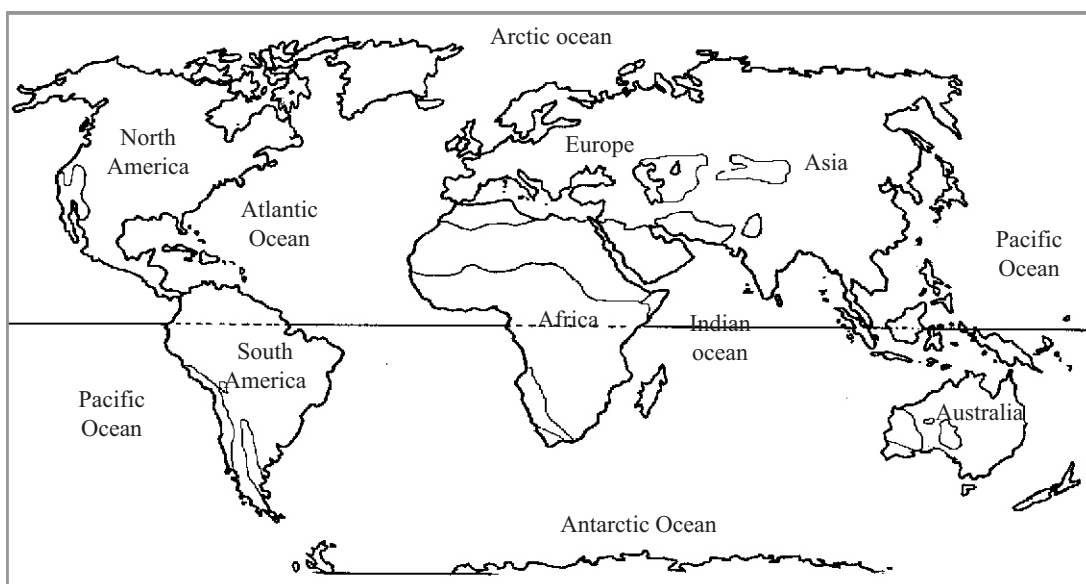 Arctic ocean
North
America
Europe
Asia
Atlantic
Ocean
Pacific
Ocean
Africa
Indian
ocean
South
America
Pacific
Ocean
Australia
Antarctic Ocean